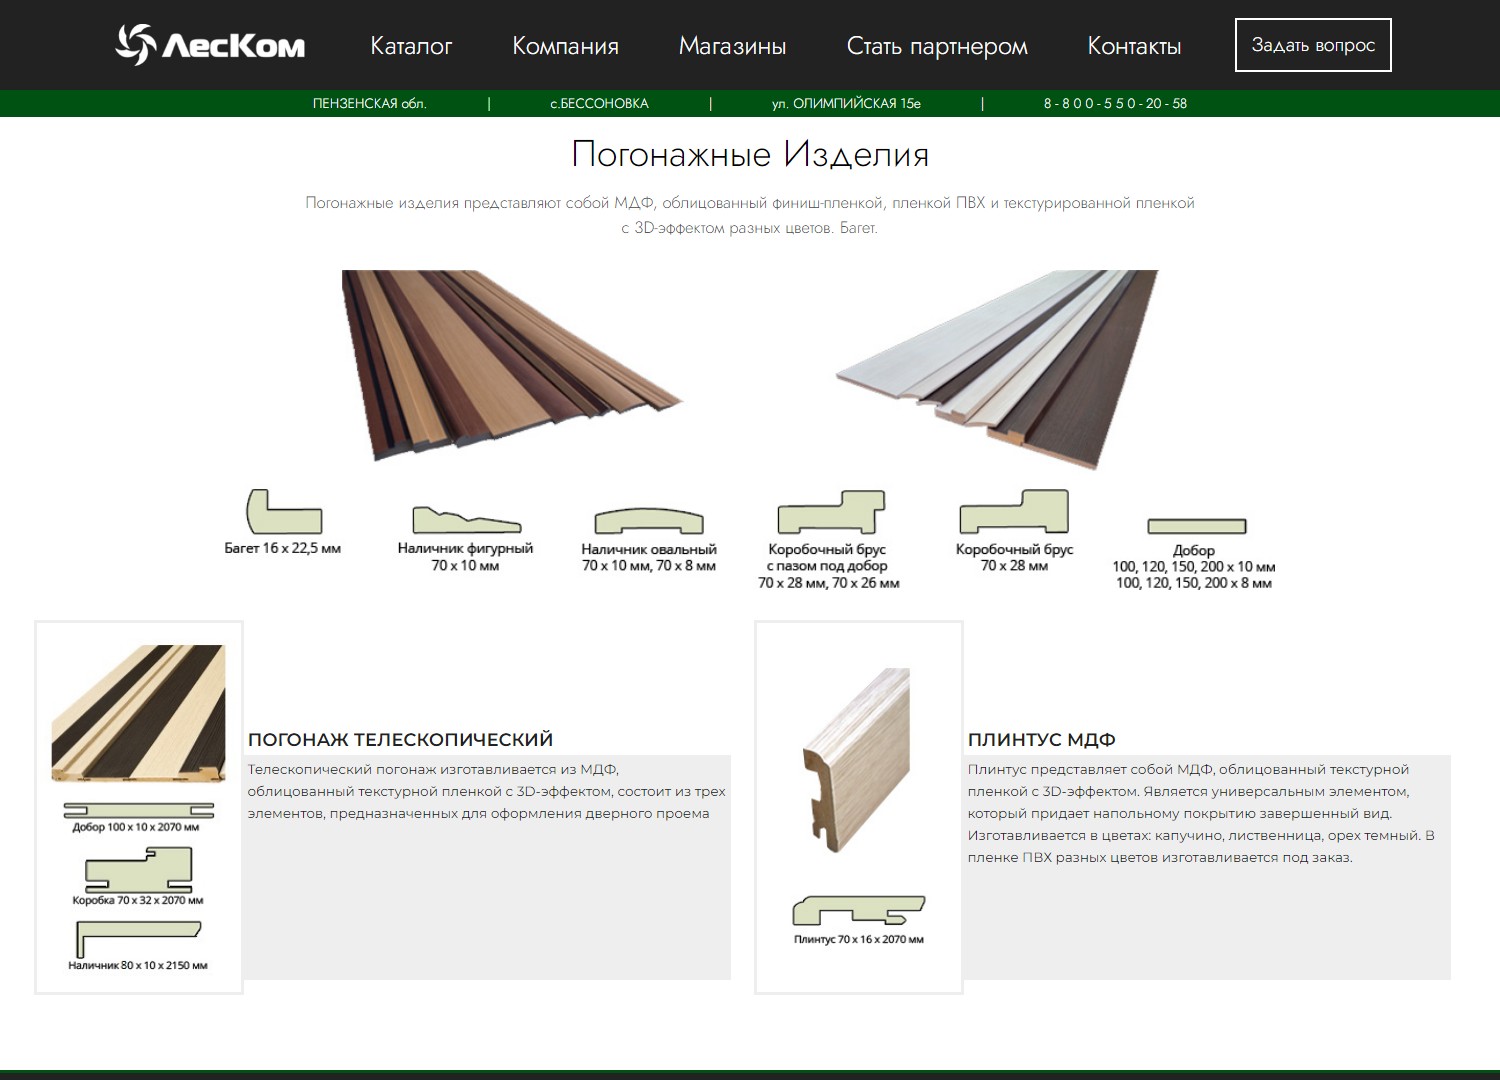 ЛесКом
Каталог
Компания
Магазины
Стать партнером
Контакты
Задать вопрос
ПЕНЗЕНСКАЯ обл. | с.БЕССОНОВКА | ул. ОЛИМПИЙСКАЯ 15е | 8 - 8 0 0 - 5 5 0 - 20 - 58
Погонажные Изделия
Погонажные изделия представляют собой МДФ, облицованный финиш-пленкой, пленкой ПВХ и текстурированной пленкой
с 3D-эффектом разных цветов. Багет.
Багет 16 х 22,5 мм
Наличник фигурный
70 х 10 мм
Наличник овальный
70 х 10 мм, 70 х 8 мм
Коробочный брус
с пазом под добор
70 х 28 мм, 70 х 26 мм
Коробочный брус
70 х 28 мм
Добор
100, 120, 150, 200 х 10 мм
100, 120, 150, 200 х 8 мм
Добор 100 х 10 х 2070 мм
Коробка 70 х 32 х 2070 мм
Наличник 80 х 10 х 2150 мм
ПОГОНАЖ ТЕЛЕСКОПИЧЕСКИЙ
Телескопический погонаж изготавливается из МДФ,
облицованный текстурной пленкой с 3D-эффектом, состоит из трех
элементов, предназначенных для оформления дверного проема
Плинтус 70 х 16 х 2070 мм
ПЛИНТУС МДФ
Плинтус представляет собой МДФ, облицованный текстурной
пленкой с 3D-эффектом. Является универсальным элементом,
который придает напольному покрытию завершенный вид.
Изготавливается в цветах: капучино, лиственница, орех темный. В
пленке ПВХ разных цветов изготавливается под заказ.